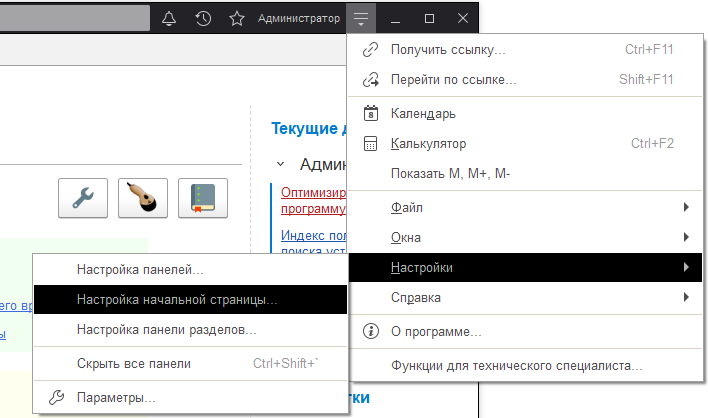 Администратор
Получить ссылку... Ctrl+F11
Перейти по ссылке... Shift+F11
8 Календарь
Калькулятор Ctrl+F2
Показать M, M+, M-
Файл
Окна
Настройки
Справка
О программе...
Функции для технического специалиста...
Текущие д
Админ
Оптимизир
программу
Индекс пол
поиска уст
его вр
ы
тки
Настройка панелей...
Настройка начальной страницы...
Настройка панели разделов...
Скрыть все панели Ctrl+Shift+`
Параметры...